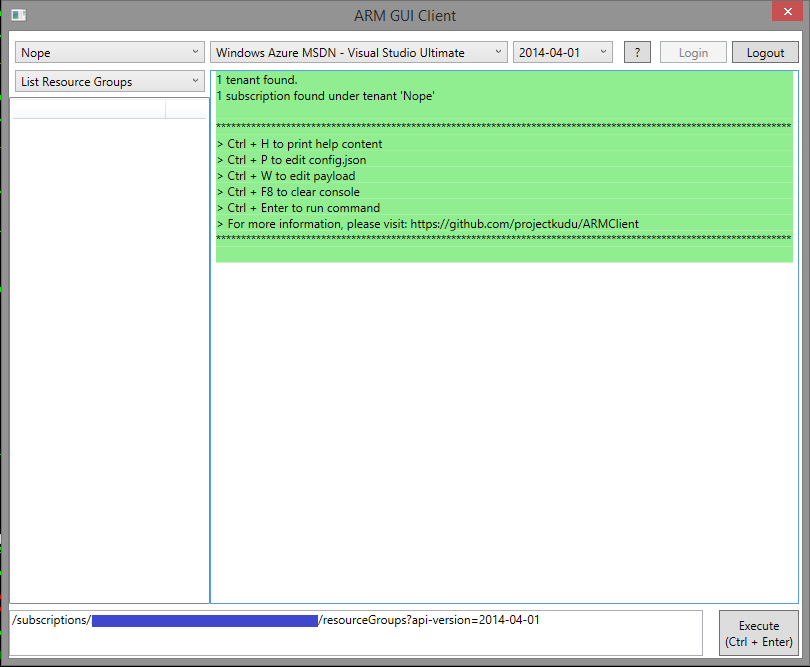 ARM GUI Client
Nope
Windows Azure MSDN - Visual Studio Ultimate
2014-04-01
?
Login
Logout
List Resource Groups
1 tenant found.
1 subscription found under tenant 'Nope'
> Ctrl + H to print help content
> Ctrl + P to edit config.json
> Ctrl + W to edit payload
> Ctrl + F8 to clear console
> Ctrl + Enter to run command
> For more information, please visit: https://github.com/projectkudu/ARMClient
/subscriptions/ /resourceGroups?api-version=2014-04-01
Execute
(Ctrl + Enter)